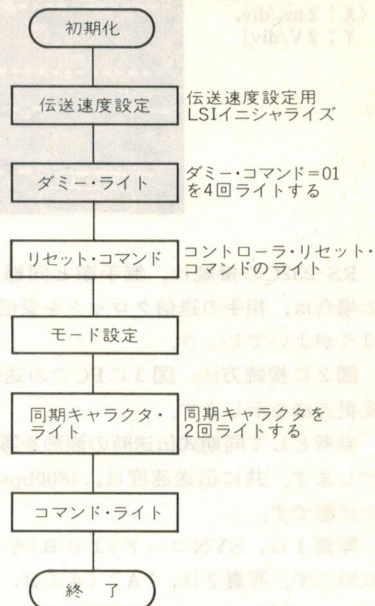 初期化
伝送速度設定
伝送速度設定用
LSIイニシャライズ
ダミー・ライト
ダミー・コマンド=01
を4回ライトする
リセット・コマンド
コントローラ・リセット・
コマンドのライト
モード設定
同期キャラクタ・
ライト
同期キャラクタを
2回ライトする
コマンド・ライト
終 了